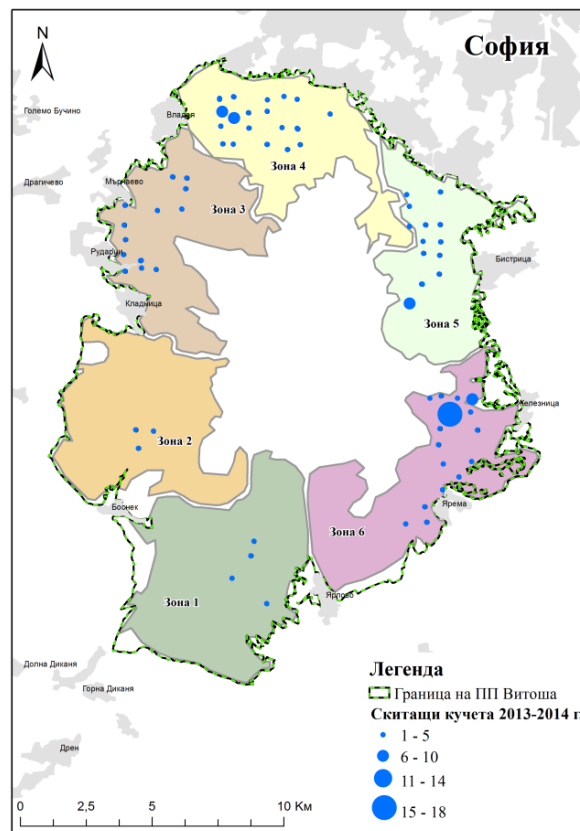 София
N
Големо Бучино
Владая
Драгичево
Мърчаево
Зона 4
Зона 3
Рударци
Бистрица
Кладница
Зона 5
Железница
Зона 2
Боснек
Ярема
Зона 6
Зона 1
Ярлово
Долна Диканя
Горна Диканя
Дрен
Легенда
Граница на ПП Витоша
Скитащи кучета 2013-2014 г
1 - 5
6 - 10
11 - 14
15 - 18
0 2,5 5 10 Км